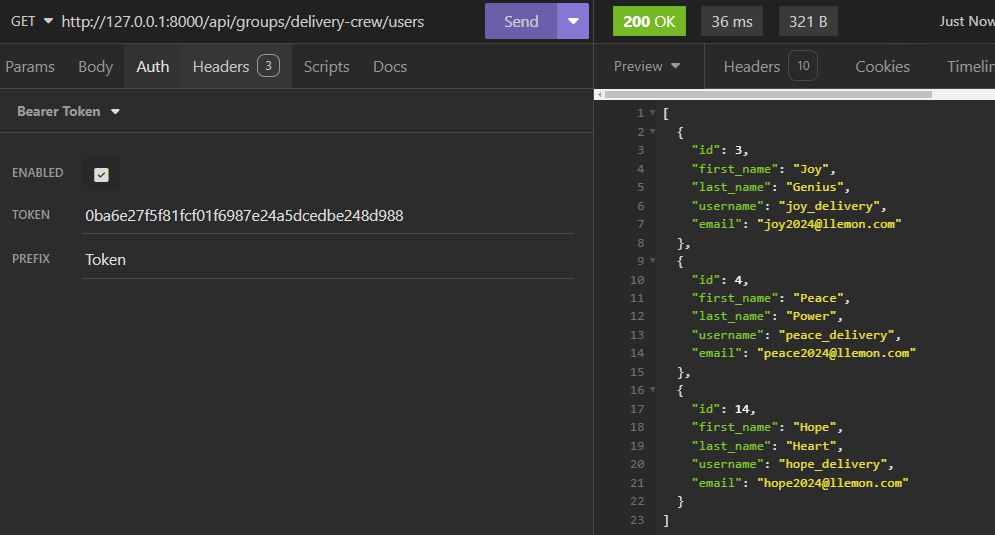 GET http://127.0.0.1:8000/api/groups/delivery-crew/users Send
Params Body Auth Headers 3 Scripts Docs
Bearer Token
ENABLED
TOKEN 0ba6e27f5f81fcf01f6987e24a5dcedbe248d988
PREFIX Token
200 OK 36 ms 321 B Just Now
Preview Headers 10 Cookies Timelin
1 [
2 {
3 "id": 3,
4 "first_name": "Joy",
5 "last_name": "Genius",
6 "username": "joy_delivery",
7 "email": "joy2024@llemon.com"
8 },
9 {
10 "id": 4,
11 "first_name": "Peace",
12 "last_name": "Power",
13 "username": "peace_delivery",
14 "email": "peace2024@llemon.com"
15 },
16 {
17 "id": 14,
18 "first_name": "Hope",
19 "last_name": "Heart",
20 "username": "hope_delivery",
21 "email": "hope2024@llemon.com"
22 }
23 ]